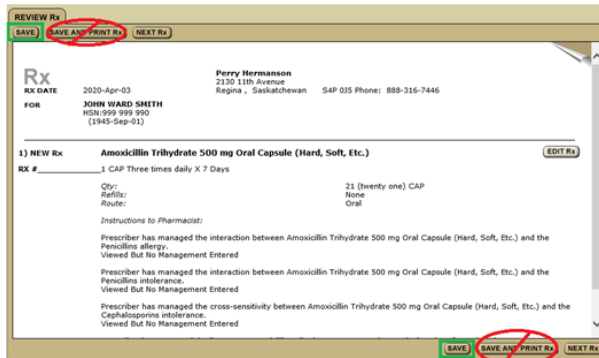 REVIEW Rx
SAVE SAVE AND PRINT Rx NEXT Rx
Rx
Perry Hermanson
2130 11th Avenue
RX DATE 2020-Apr-03 Regina , Saskatchewan S4P 0J5 Phone: 888-316-7446
FOR JOHN WARD SMITH
HSN:999 999 990
(1945-Sep-01)
1) NEW Rx Amoxicillin Trihydrate 500 mg Oral Capsule (Hard, Soft, Etc.) EDIT Rx
RX # 1 CAP Three times daily X 7 Days
Qty: 21 (twenty one) CAP
Refills: None
Route: Oral
Instructions to Pharmacist:
Prescriber has managed the interaction between Amoxicillin Trihydrate 500 mg Oral Capsule (Hard, Soft, Etc.) and the
Penicillins allergy.
Viewed But No Management Entered
Prescriber has managed the interaction between Amoxicillin Trihydrate 500 mg Oral Capsule (Hard, Soft, Etc.) and the
Penicillins intolerance.
Viewed But No Management Entered
Prescriber has managed the cross-sensitivity between Amoxicillin Trihydrate 500 mg Oral Capsule (Hard, Soft, Etc.) and the
Cephalosporins intolerance.
Viewed But No Management Entered
SAVE SAVE AND PRINT Rx NEXT Rx